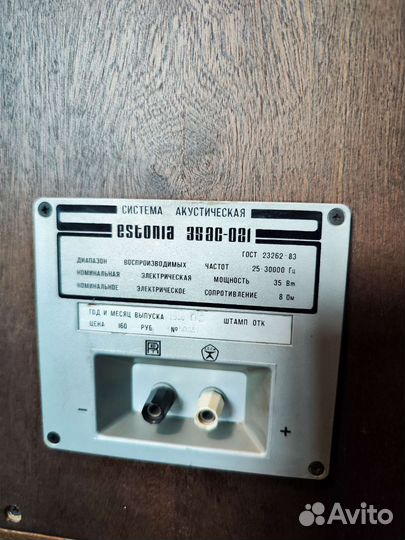 СИСТЕМА АКУСТИЧЕСКАЯ
estonia 35AC-021
ГОСТ 23262-83
ДИАПАЗОН ВОСПРОИЗВОДИМЫХ ЧАСТОТ 25-30000 Гц
НОМИНАЛЬНАЯ ЭЛЕКТРИЧЕСКАЯ МОЩНОСТЬ 35 Вт
НОМИНАЛЬНОЕ ЭЛЕКТРИЧЕСКОЕ СОПРОТИВЛЕНИЕ 8 Ом
ГОД И МЕСЯЦ ВЫПУСКА ШТАМП ОТК
ЦЕНА 160 РУБ. №
- +
Avito